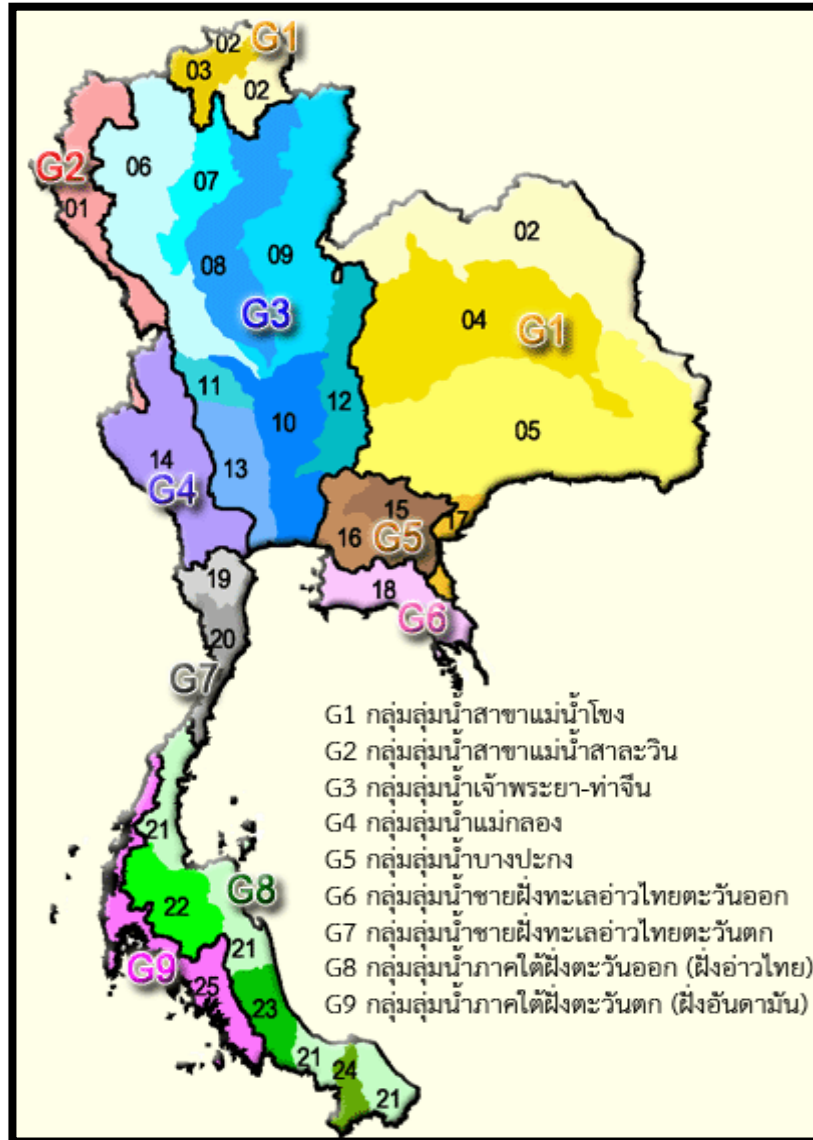 02 G1
03
02
G2
06
07
01
02
08
09
G3
04
G1
11
12
10
05
14
13
G4
15
17
16
G5
19
18
G6
20
G7
G1 กลุ่มลุ่มน้ำสาขาแม่น้ำโขง
G2 กลุ่มลุ่มน้ำสาขาแม่น้ำสาละวิน
G3 กลุ่มลุ่มน้ำเจ้าพระยา-ท่าจีน
G4 กลุ่มลุ่มน้ำแม่กลอง
G5 กลุ่มลุ่มน้ำบางปะกง
G6 กลุ่มลุ่มน้ำชายฝั่งทะเลอ่าวไทยตะวันออก
G7 กลุ่มลุ่มน้ำชายฝั่งทะเลอ่าวไทยตะวันตก
G8 กลุ่มลุ่มน้ำภาคใต้ฝั่งตะวันออก (ฝั่งอ่าวไทย)
G9 กลุ่มลุ่มน้ำภาคใต้ฝั่งตะวันตก (ฝั่งอันดามัน)
21
G8
22
21
G9
25
23
21
24
21